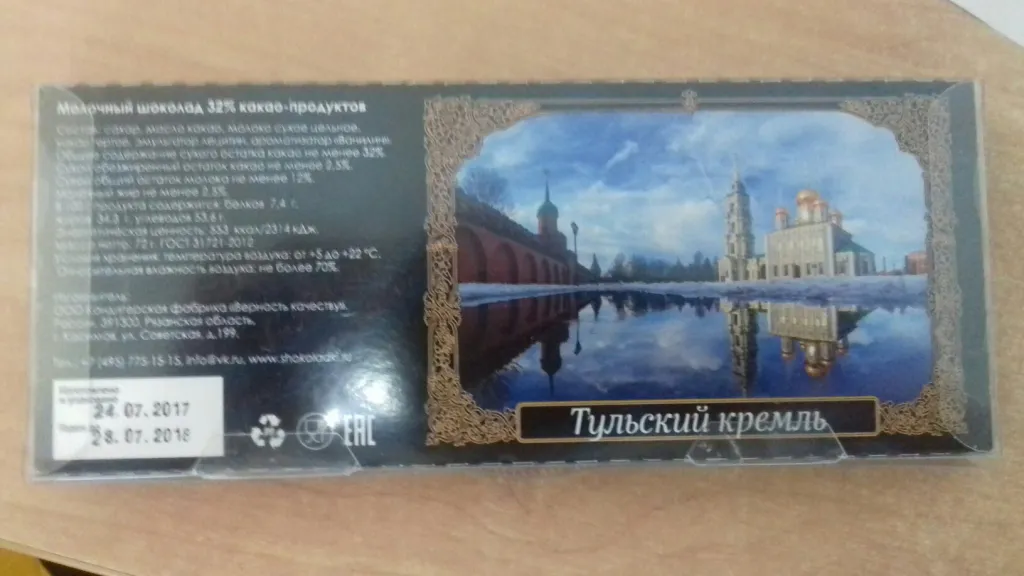 Молочный шоколад 32% какао-продуктов
Состав: сахар, масло какао, молоко сухое цельное,
какао тертое, эмульгатор лецитин, ароматизатор «Ванилин».
Общее содержание сухого остатка какао не менее 32%.
Сухой обезжиренный остаток какао не менее 2,5%.
Сухой общий остаток молока не менее 12%.
жир не менее 2,5%.
продукта содержится: белков 7,4 г.
34,3 г. углеводов 53,6 г.
Энергетическая ценность: 553 ккал/2314 кДж.
Масса нетто: 72 г. ГОСТ 31721-2012
Условия хранения: температура воздуха: от +5 до +22 °С.
Относительная влажность воздуха: не более 70%.
Изготовитель:
ООО Кондитерская фабрика «Верность качеству».
Россия, 391300, Рязанская область,
г. Касимов, ул. Советская, д.199.
Тел. +7 (495) 775-15-15, info@vk.ru, www.shokolade.ru
Изготовлено
24.07.2017
28.07.2018
EAC
Тульский кремль